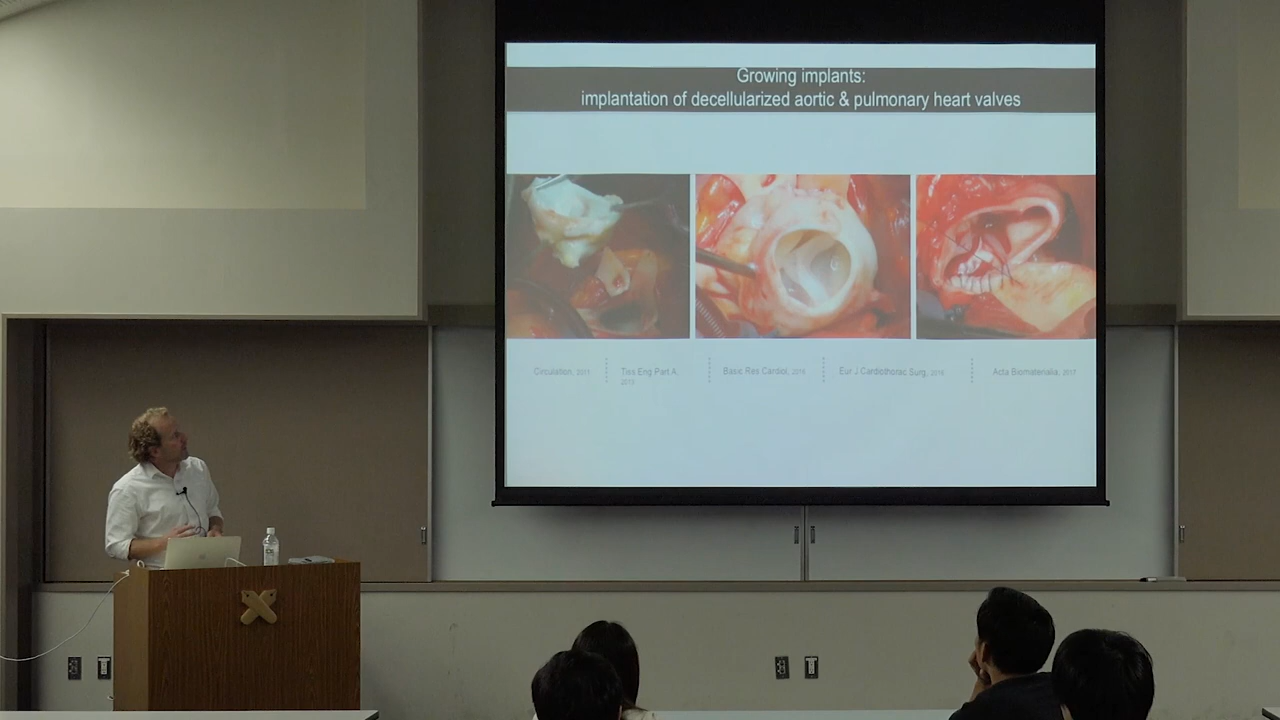 Growing implants:
implantation of decellularized aortic & pulmonary heart valves
Circulation, 2011
Tiss Eng Part A,
Basic Res Cardiol,
Eur J Cardiothorac Surg, 2016
Acta Biomaterialia, 2017